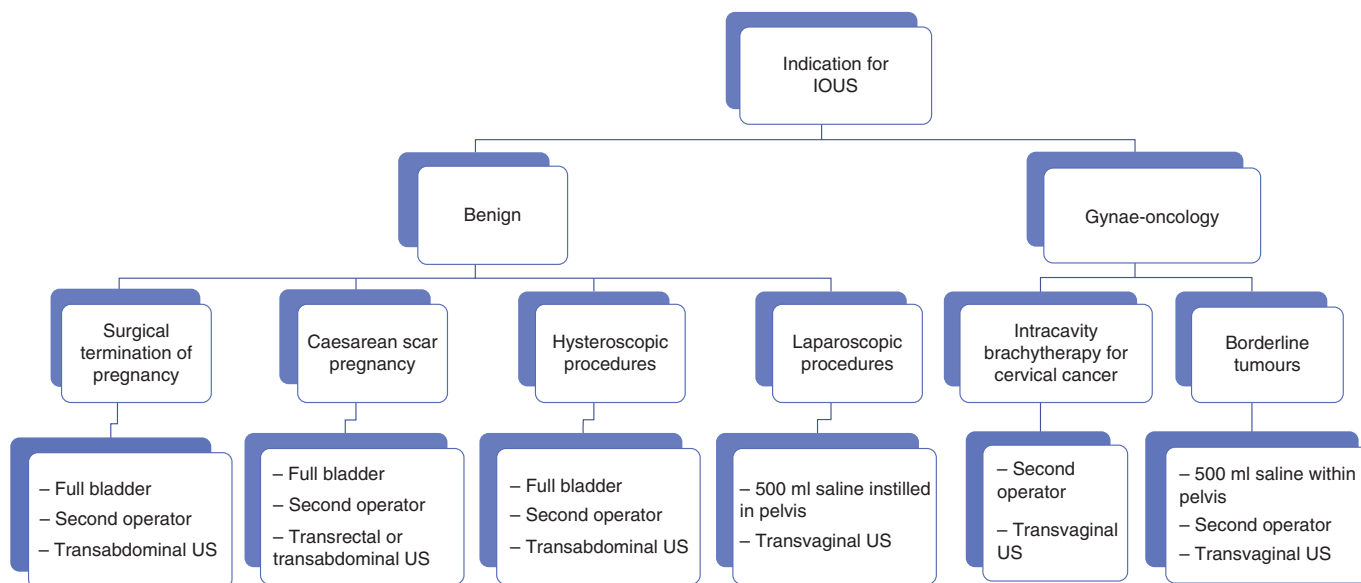 Indication for
IOUS
Benign
Gynae-oncology
Surgical
termination of
pregnancy
Caesarean scar
pregnancy
Hysteroscopic
procedures
Laparoscopic
procedures
Intracavity
brachytherapy for
cervical cancer
Borderline
tumours
– Full bladder
– Second operator
– Transabdominal US
– Full bladder
– Second operator
– Transrectal or
transabdominal US
– Full bladder
– Second operator
– Transabdominal US
– 500 ml saline instilled
in pelvis
– Transvaginal US
– Second
operator
– Transvaginal
US
– 500 ml saline within
pelvis
– Second operator
– Transvaginal US